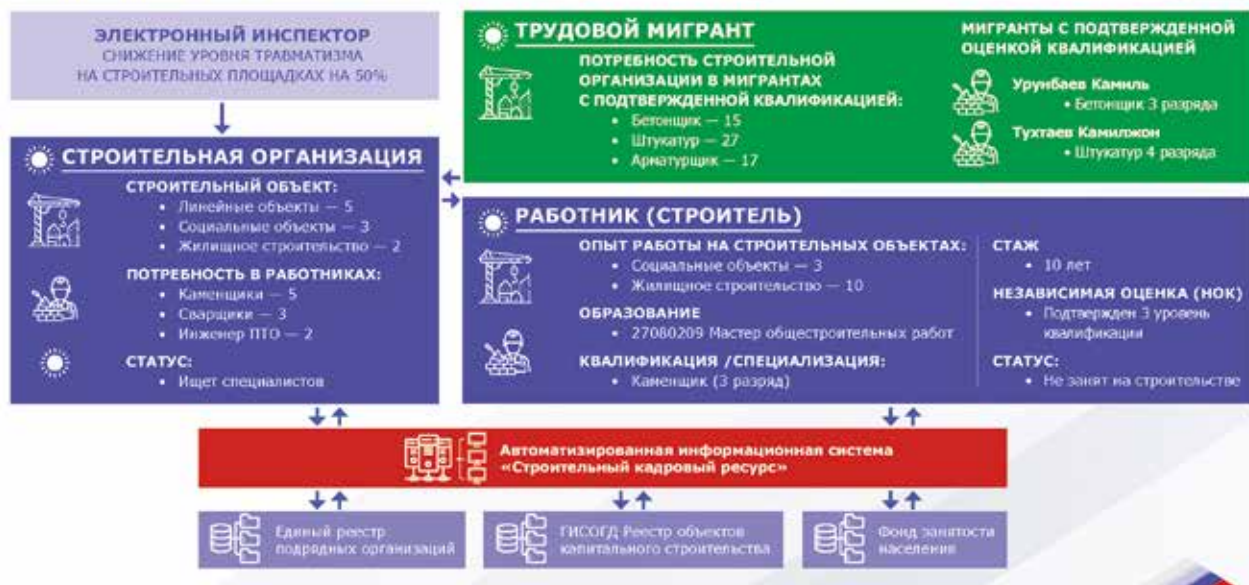 ЭЛЕКТРОННЫЙ ИНСПЕКТОР
СНИЖЕНИЕ УРОВНЯ ТРАВМАТИЗМА
НА СТРОИТЕЛЬНЫХ ПЛОЩАДКАХ НА 50%
СТРОИТЕЛЬНАЯ ОРГАНИЗАЦИЯ
СТРОИТЕЛЬНЫЙ ОБЪЕКТ:
• Линейные объекты — 5
• Социальные объекты — 3
• Жилищное строительство — 2
ПОТРЕБНОСТЬ В РАБОТНИКАХ:
• Каменщики — 5
• Сварщики — 3
• Инженер ПТО — 2
СТАТУС:
• Ищет специалистов
ТРУДОВОЙ МИГРАНТ
ПОТРЕБНОСТЬ СТРОИТЕЛЬНОЙ
ОРГАНИЗАЦИИ В МИГРАНТАХ
С ПОДТВЕРЖДЕННОЙ КВАЛИФИКАЦИЕЙ:
• Бетонщик — 15
• Штукатур — 27
• Арматурщик — 17
МИГРАНТЫ С ПОДТВЕРЖДЕННОЙ
ОЦЕНКОЙ КВАЛИФИКАЦИЕЙ
Урунбаев Камиль
• Бетонщик 3 разряда
Тухтаев Камилжон
• Штукатур 4 разряда
РАБОТНИК (СТРОИТЕЛЬ)
ОПЫТ РАБОТЫ НА СТРОИТЕЛЬНЫХ ОБЪЕКТАХ:
• Социальные объекты — 3
• Жилищное строительство — 10
ОБРАЗОВАНИЕ
• 27080209 Мастер общестроительных работ
КВАЛИФИКАЦИЯ /СПЕЦИАЛИЗАЦИЯ:
• Каменщик (3 разряд)
СТАЖ
• 10 лет
НЕЗАВИСИМАЯ ОЦЕНКА (НОК)
• Подтвержден 3 уровень
квалификации
СТАТУС:
• Не занят на строительстве
Автоматизированная информационная система
«Строительный кадровый ресурс»
Единый реестр
подрядных организаций
ГИСОГД Реестр объектов
капитального строительства
Фонд занятости
населения